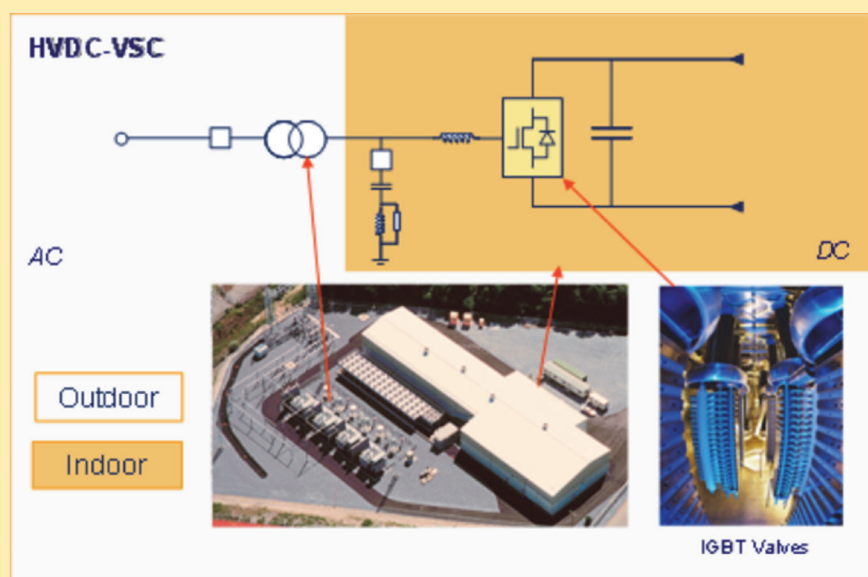 HVDC-VSC
AC
DC
Outdoor
Indoor
IGBT Valves